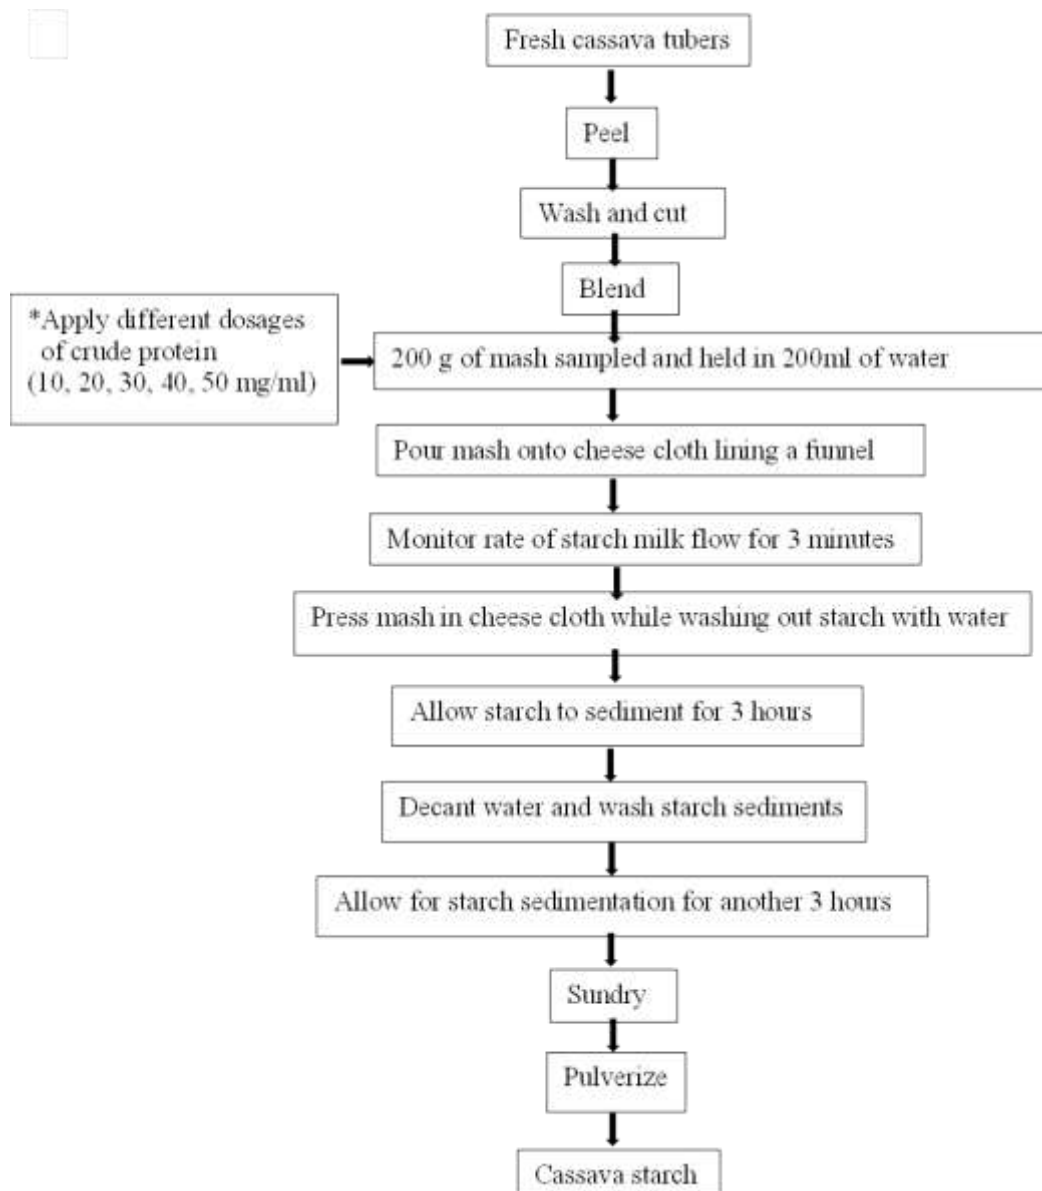 Fresh cassava tubers
Peel
Wash and cut
Blend
*Apply different dosages
of crude protein
(10, 20, 30, 40, 50 mg/ml)
200 g of mash sampled and held in 200ml of water
Pour mash onto cheese cloth lining a funnel
Monitor rate of starch milk flow for 3 minutes
Press mash in cheese cloth while washing out starch with water
Allow starch to sediment for 3 hours
Decant water and wash starch sediments
Allow for starch sedimentation for another 3 hours
Sundry
Pulverize
Cassava starch